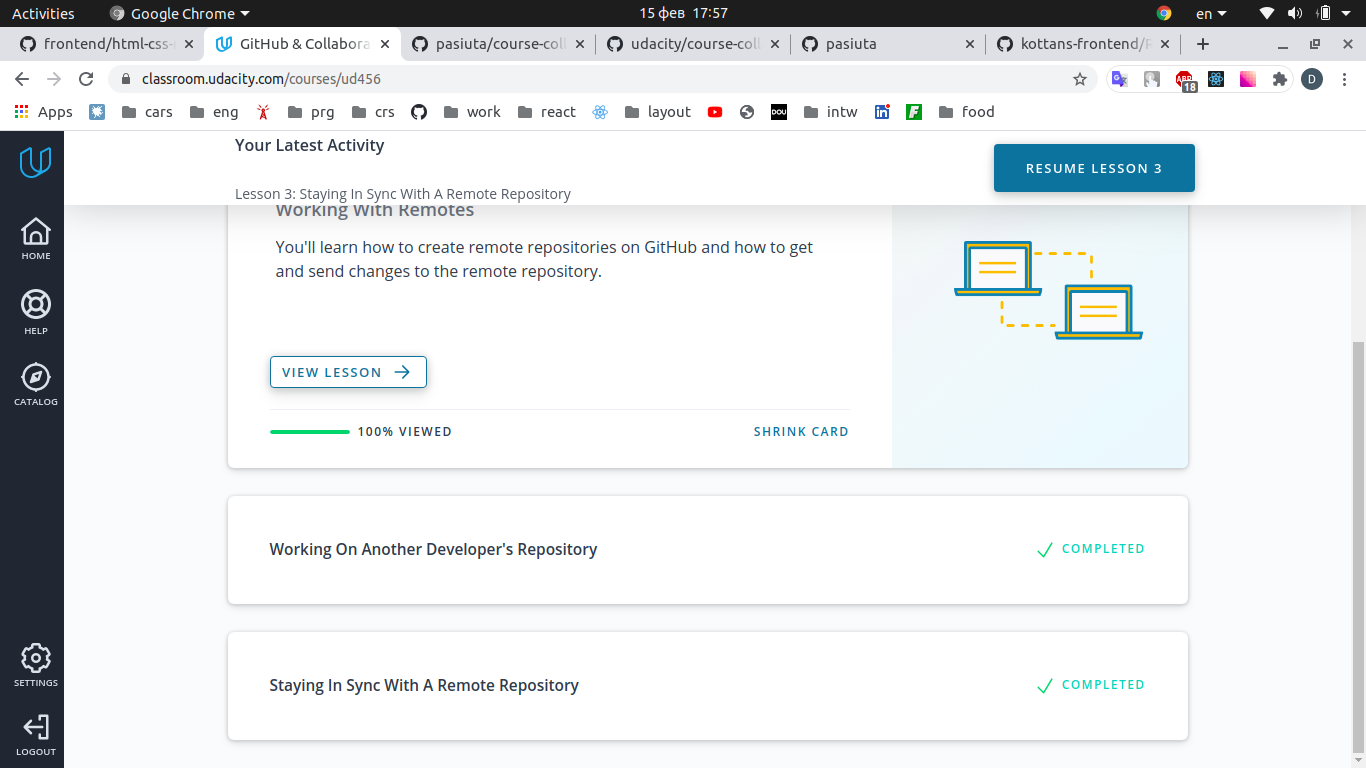 Activities
Google Chrome
15 фев 17:57
en
frontend/html-css-
GitHub & Collabora
pasiuta/course-col
udacity/course-col
pasiuta
kottans-frontend/
classroom.udacity.com/courses/ud456
18
D
Apps
cars
eng
prg
crs
work
react
layout
DOU
intw
food
Your Latest Activity
Lesson 3: Staying In Sync With A Remote Repository
RESUME LESSON 3
HOME
HELP
CATALOG
SETTINGS
LOGOUT
Working With Remotes
You'll learn how to create remote repositories on GitHub and how to get
and send changes to the remote repository.
VIEW LESSON
100% VIEWED
SHRINK CARD
Working On Another Developer's Repository
COMPLETED
Staying In Sync With A Remote Repository
COMPLETED